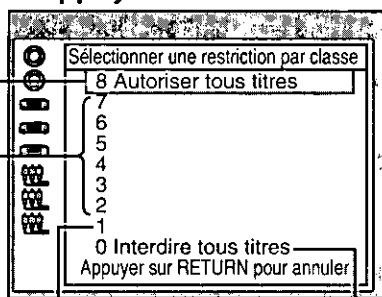 Sélectionner une restriction par classe
8 Autoriser tous titres
7
6
5
4
3
2
1
0 Interdire tous titres
Appuyer sur RETURN pour annuler